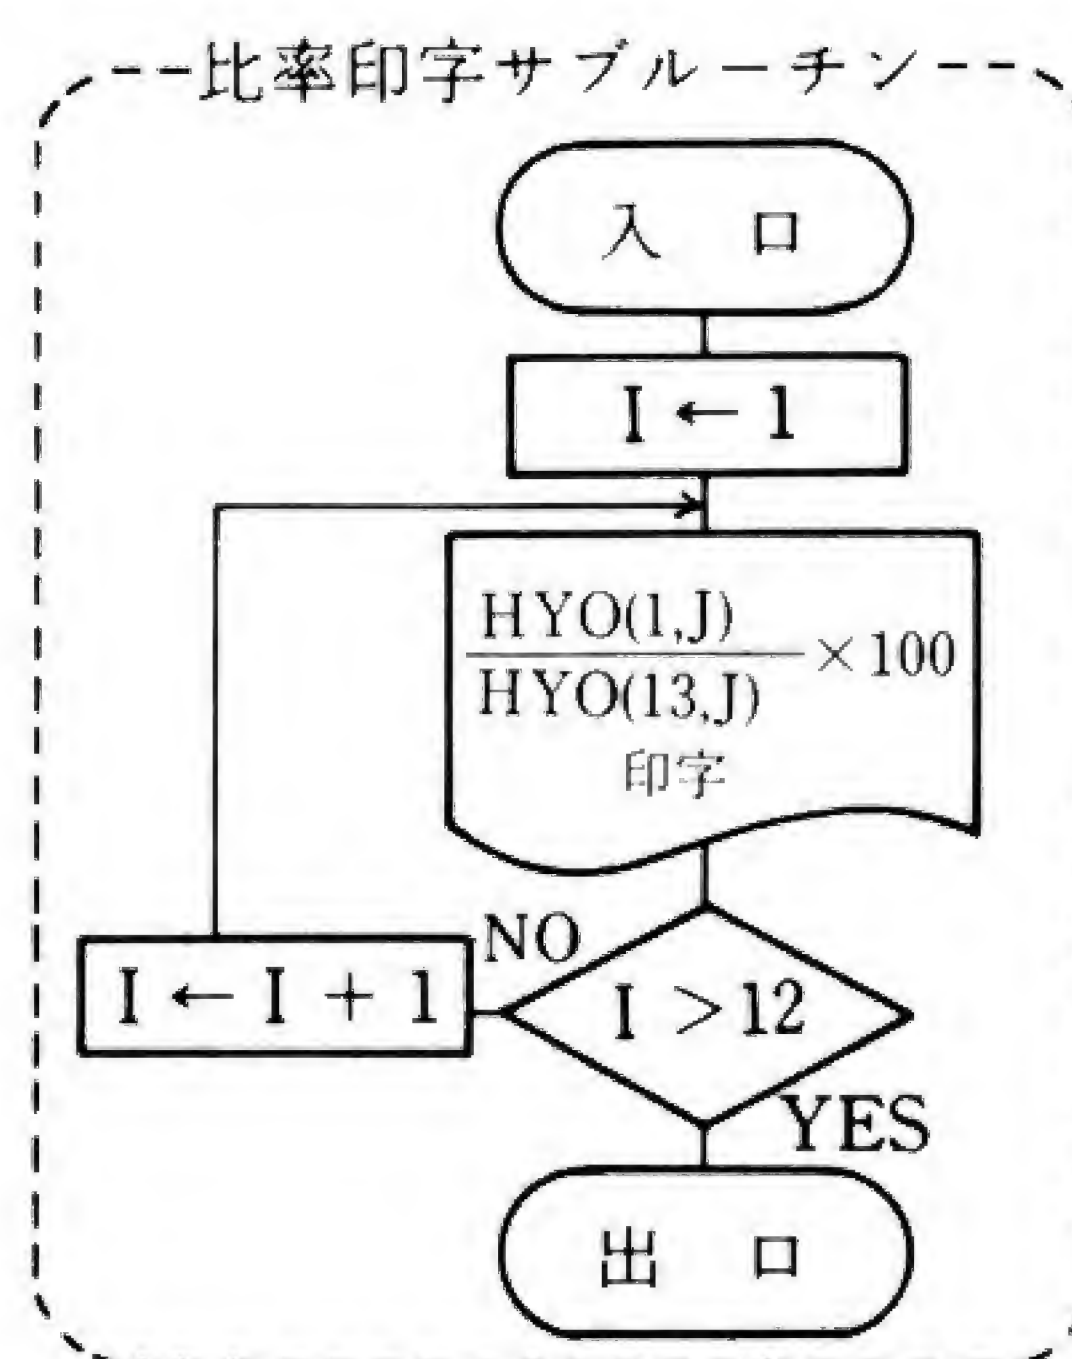 比率印字サブルーチン
入 口
I ← 1
HYO(1,J)
HYO(13,J)
×100
印字
NO
I ← I + 1
I > 12
YES
出 口